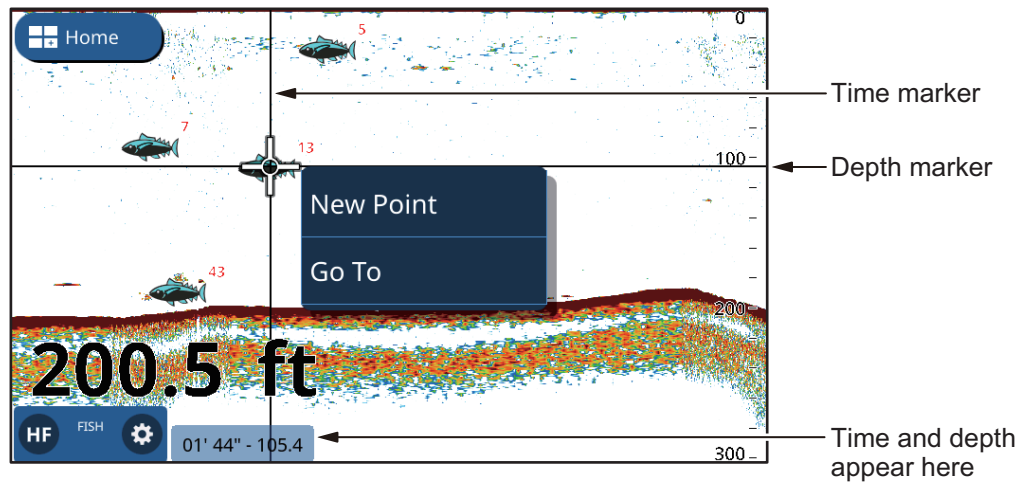 Home
5
0
Time marker
7
13
100
Depth marker
New Point
Go To
43
200
200.5 ft
HF
FISH
01' 44" - 105.4
Time and depth
appear here
300